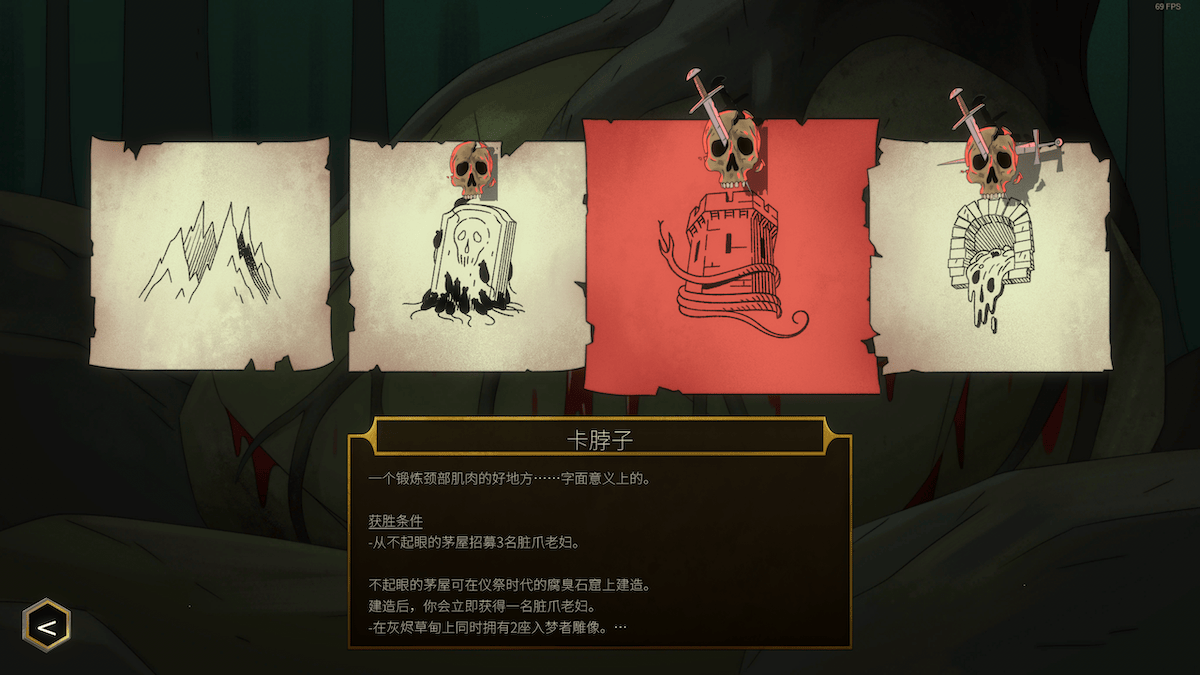 69 FPS
卡脖子
一个锻炼颈部肌肉的好地方……字面意义上的。
获胜条件
-从不起眼的茅屋招募3名脏爪老妇。
不起眼的茅屋可在仪祭时代的腐臭石窟上建造。
建造后，你会立即获得一名脏爪老妇。
-在灰烬草甸上同时拥有2座入梦者雕像。…
<